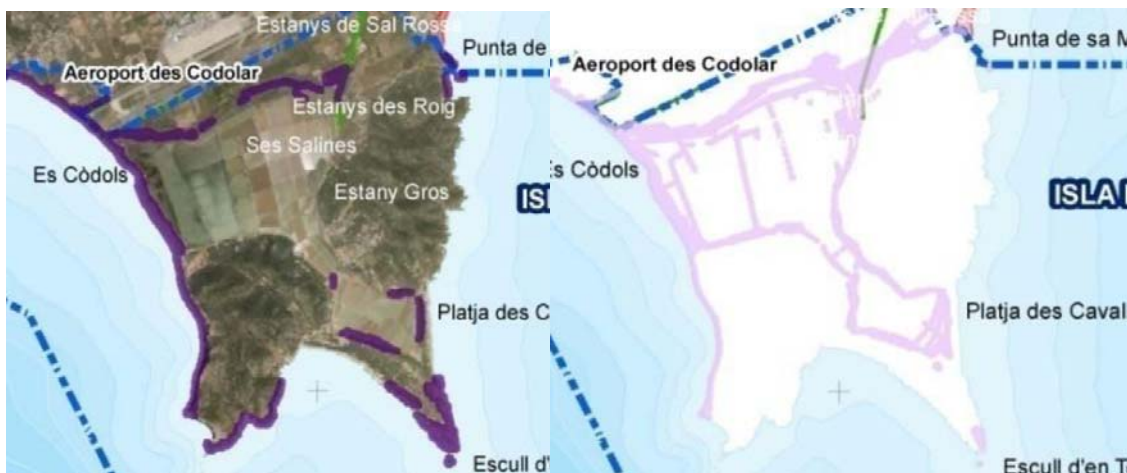 Estanys de Sal Rossa
Punta de
Aeroport des Codolar
Estanys des Roig
Ses Salines
Es Còdols
Estany Gros
ISL
Platja des C
Escull d'
Punta de sa M
Aeroport des Codolar
s Còdols
ISLA
Platja des Caval
Escull d'en T